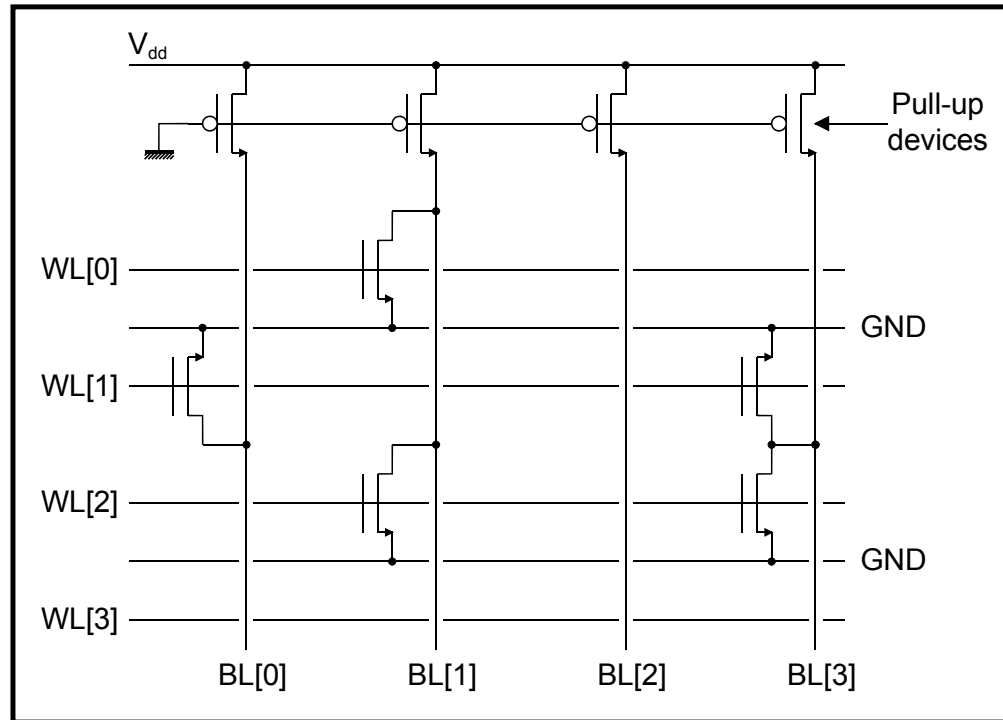 V_dd
Pull-up
devices
WL[0]
GND
WL[1]
WL[2]
GND
WL[3]
BL[0] BL[1] BL[2] BL[3]